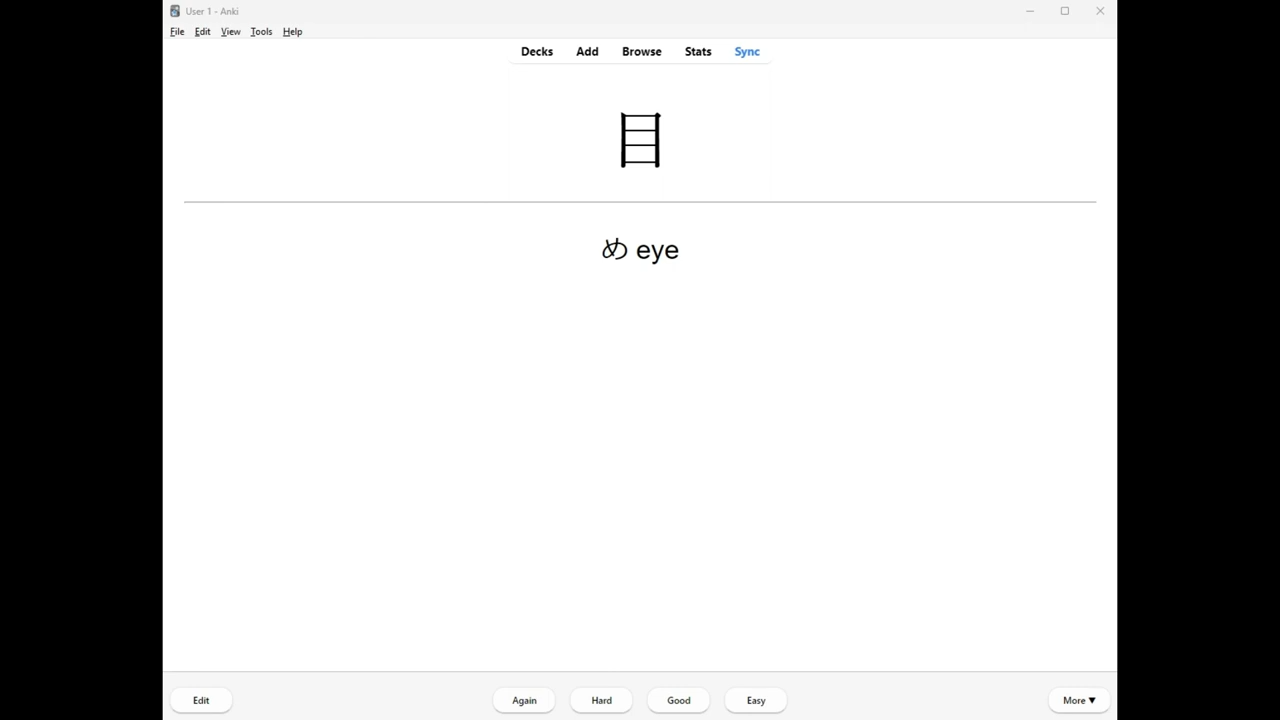 User 1 - Anki
File Edit View Tools Help
Decks Add Browse Stats Sync
目
め eye
Edit Again Hard Good Easy More ▼